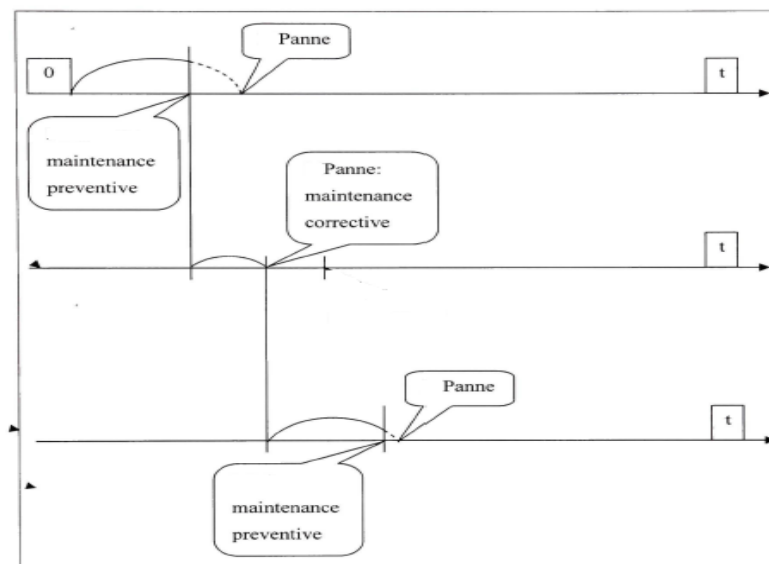 Panne
0
t
maintenance
preventive
Panne:
maintenance
corrective
t
Panne
t
maintenance
preventive